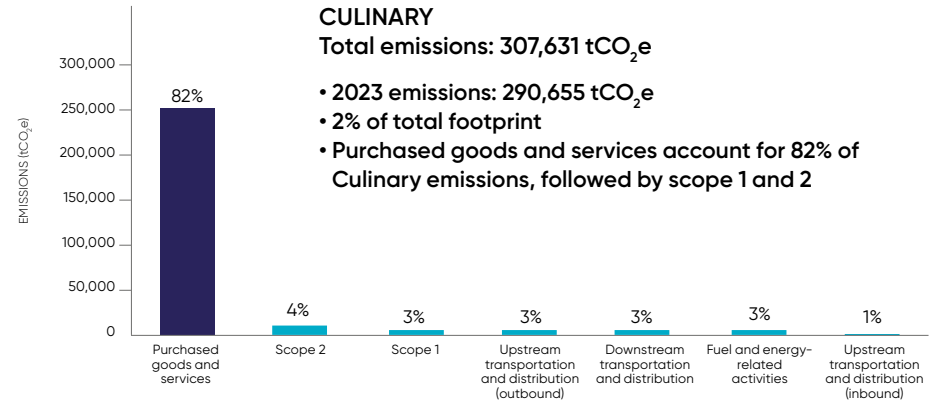 CULINARY
Total emissions: 307,631 tCO₂e
• 2023 emissions: 290,655 tCO₂e
• 2% of total footprint
• Purchased goods and services account for 82% of
Culinary emissions, followed by scope 1 and 2
EMISSIONS (tCO₂e)
300,000
250,000
200,000
150,000
100,000
50,000
0
82%
4%
3%
3%
3%
3%
1%
Purchased
goods and
services
Scope 2
Scope 1
Upstream
transportation
and distribution
(outbound)
Downstream
transportation
and distribution
Fuel and energy-
related
activities
Upstream
transportation
and distribution
(inbound)